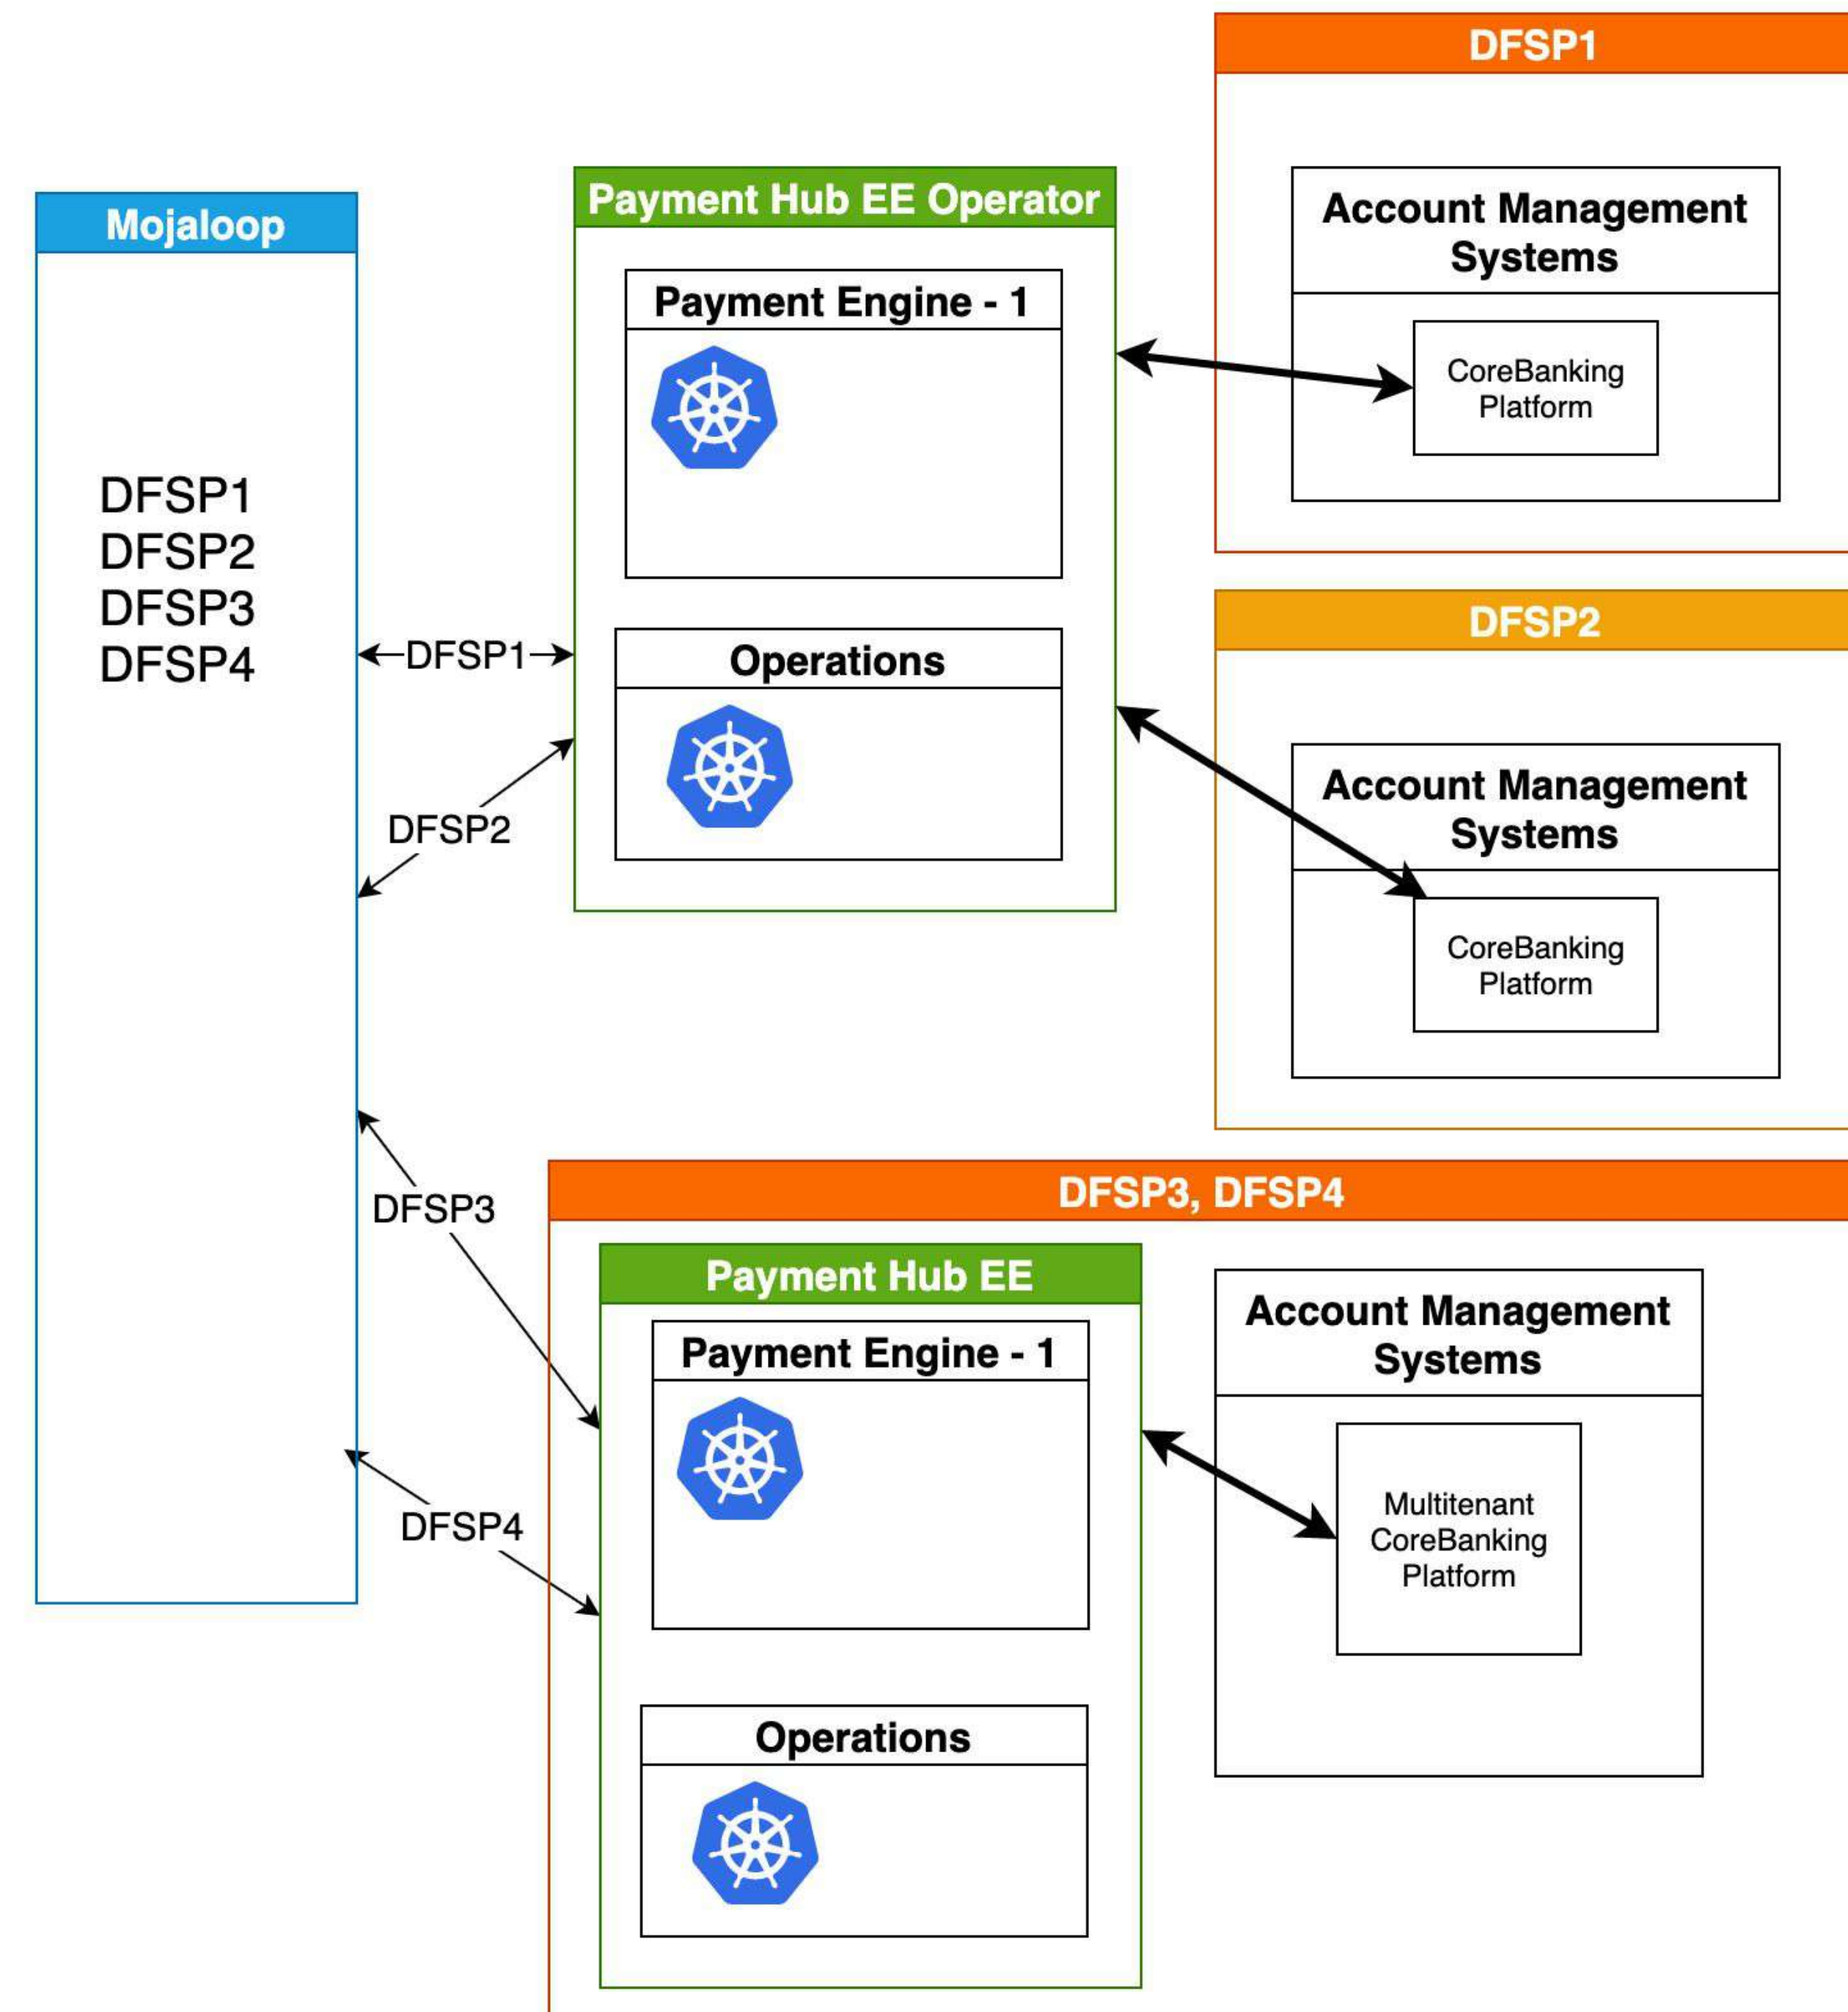 DFSP1
Account Management
Systems
CoreBanking
Platform
Payment Hub EE Operator
Payment Engine - 1
Operations
Mojaloop
DFSP1
DFSP2
DFSP3
DFSP4
DFSP1
DFSP2
DFSP2
Account Management
Systems
CoreBanking
Platform
DFSP3
DFSP4
DFSP3, DFSP4
Payment Hub EE
Payment Engine - 1
Operations
Account Management
Systems
Multitenant
CoreBanking
Platform